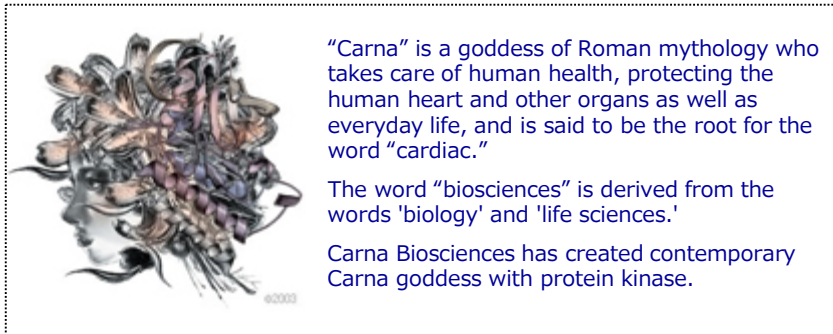 “Carna” is a goddess of Roman mythology who
takes care of human health, protecting the
human heart and other organs as well as
everyday life, and is said to be the root for the
word “cardiac.”
The word “biosciences” is derived from the
words 'biology' and 'life sciences.'
Carna Biosciences has created contemporary
Carna goddess with protein kinase.
©2003